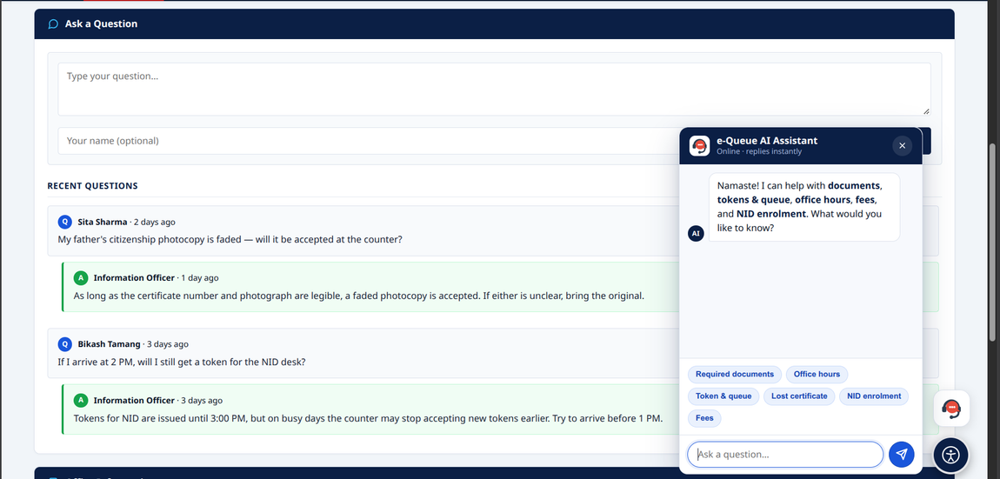 Ask a Question
Type your question...
Your name (optional)
RECENT QUESTIONS
Q Sita Sharma · 2 days ago
My father's citizenship photocopy is faded — will it be accepted at the counter?
A Information Officer · 1 day ago
As long as the certificate number and photograph are legible, a faded photocopy is accepted. If either is unclear, bring the original.
Q Bikash Tamang · 3 days ago
If I arrive at 2 PM, will I still get a token for the NID desk?
A Information Officer · 3 days ago
Tokens for NID are issued until 3:00 PM, but on busy days the counter may stop accepting new tokens earlier. Try to arrive before 1 PM.
e-Queue AI Assistant
Online · replies instantly
Namaste! I can help with documents,
tokens & queue, office hours, fees,
and NID enrolment. What would you
like to know?
AI
Required documents
Office hours
Token & queue
Lost certificate
NID enrolment
Fees
Ask a question...